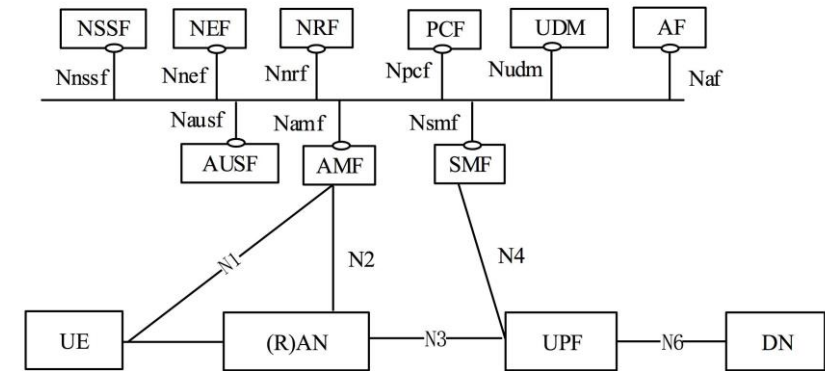 NSSF NEF NRF PCF UDM AF
Nnssf Nnef Nnrf Npcf Nudm Naf
Nausf Namf Nsmf
AUSF AMF SMF
N1 N2 N4
UE (R)AN N3 UPF N6 DN